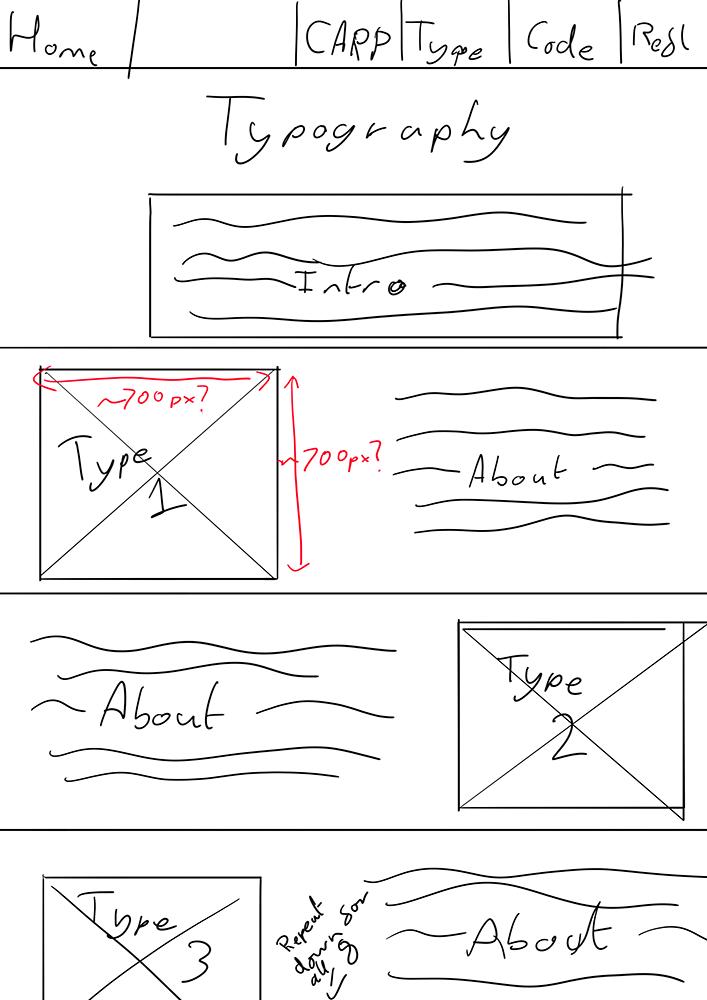 Home CAPP Type Code Refl
Typography
Intro
~700px?
Type
1
~700px?
About
About
Type
2
Type
3
Repeat
down for
all 8
About